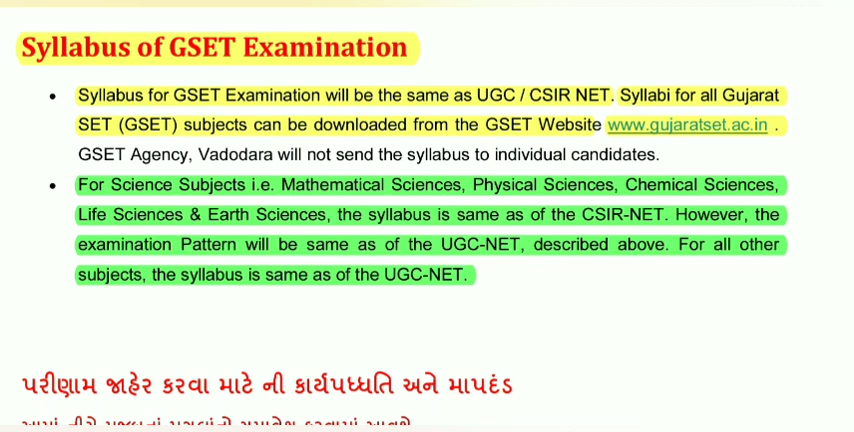 Syllabus of GSET Examination
• Syllabus for GSET Examination will be the same as UGC / CSIR NET. Syllabi for all Gujarat
SET (GSET) subjects can be downloaded from the GSET Website www.gujaratset.ac.in .
GSET Agency, Vadodara will not send the syllabus to individual candidates.
• For Science Subjects i.e. Mathematical Sciences, Physical Sciences, Chemical Sciences,
Life Sciences & Earth Sciences, the syllabus is same as of the CSIR-NET. However, the
examination Pattern will be same as of the UGC-NET, described above. For all other
subjects, the syllabus is same as of the UGC-NET.
પરીણામ જાહેર કરવા માટે ની કાર્યપધ્ધતિ અને માપદંડ